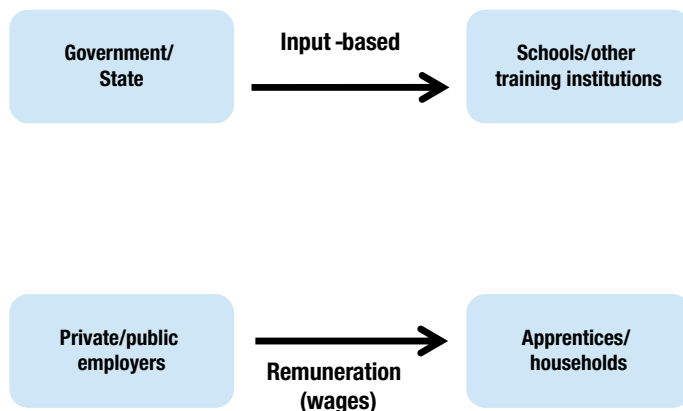 Government/
State
Input -based
Schools/other
training institutions
Private/public
employers
Remuneration
(wages)
Apprentices/
households